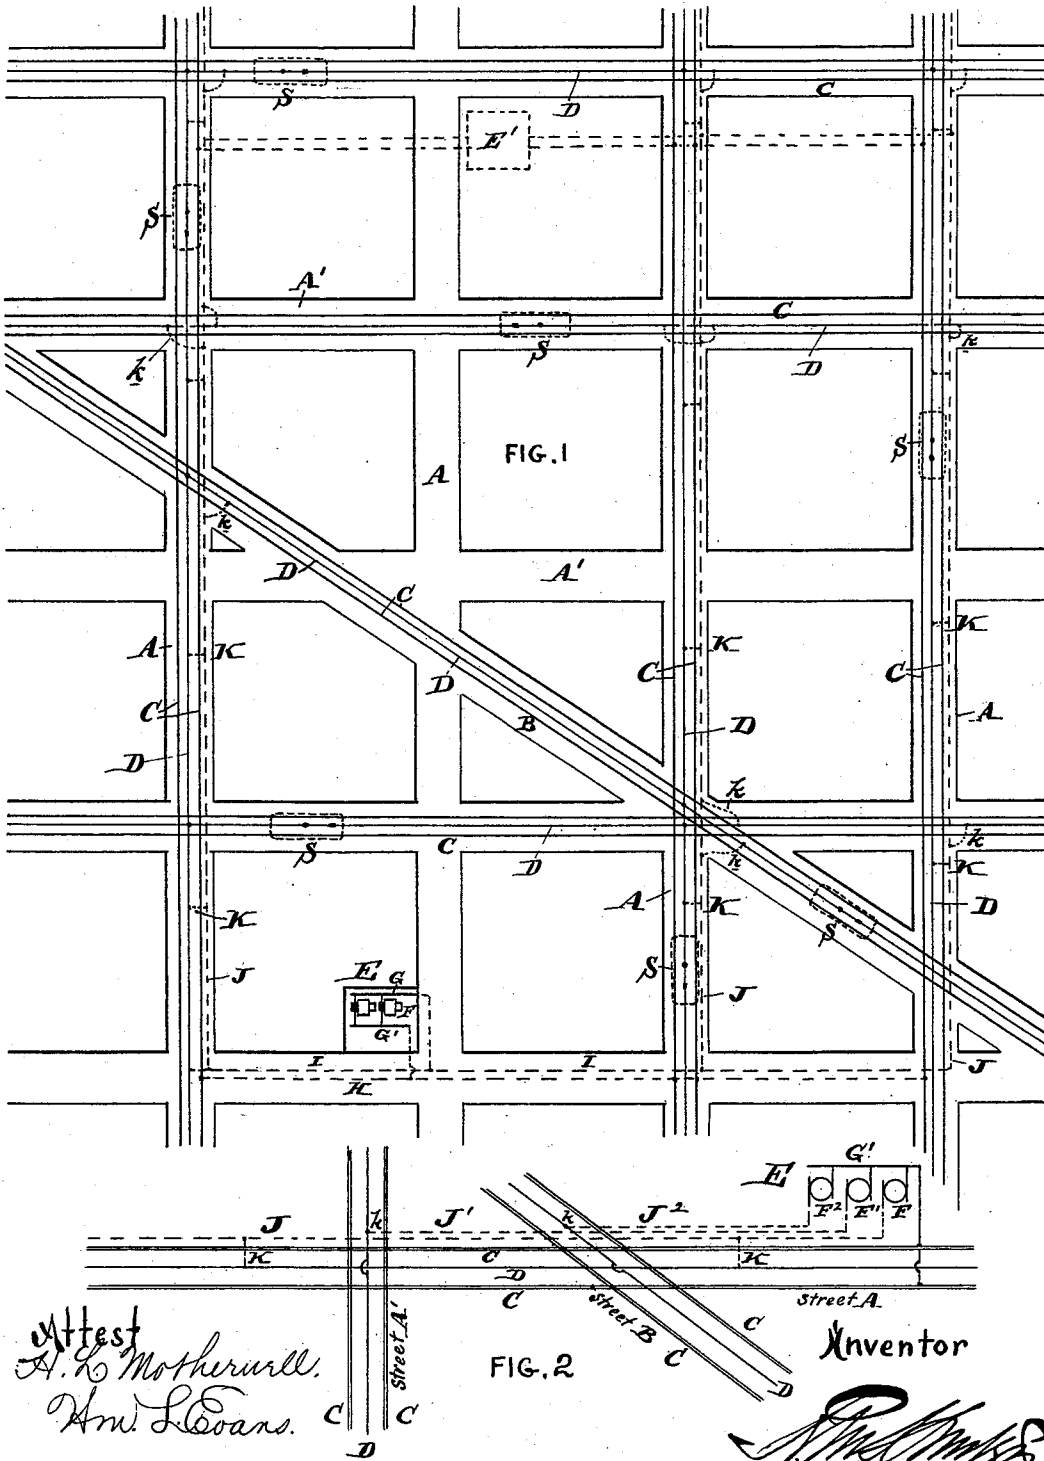 S D C
E'
S
A'
C
S D k
k
FIG. 1 S
A
k
D A'
C
A K K K
D C C
C B A
D D
k
S C D k k
K A K K D
S
J E G S J
F
G'
I I J
H
E G'
J k J' k J² F² F' F
K C K
D
C street A
street B
C
Attest
H. L. Motherwell.
Wm. L. Evans.
street A'
FIG. 2
C
D
Inventor
C C
D